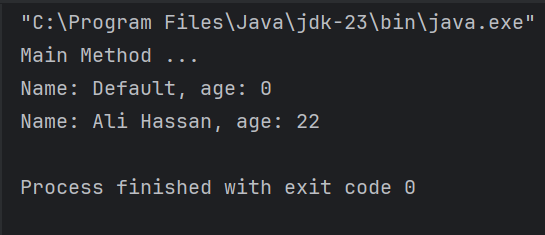 "C:\Program Files\Java\jdk-23\bin\java.exe"
Main Method ...
Name: Default, age: 0
Name: Ali Hassan, age: 22
Process finished with exit code 0